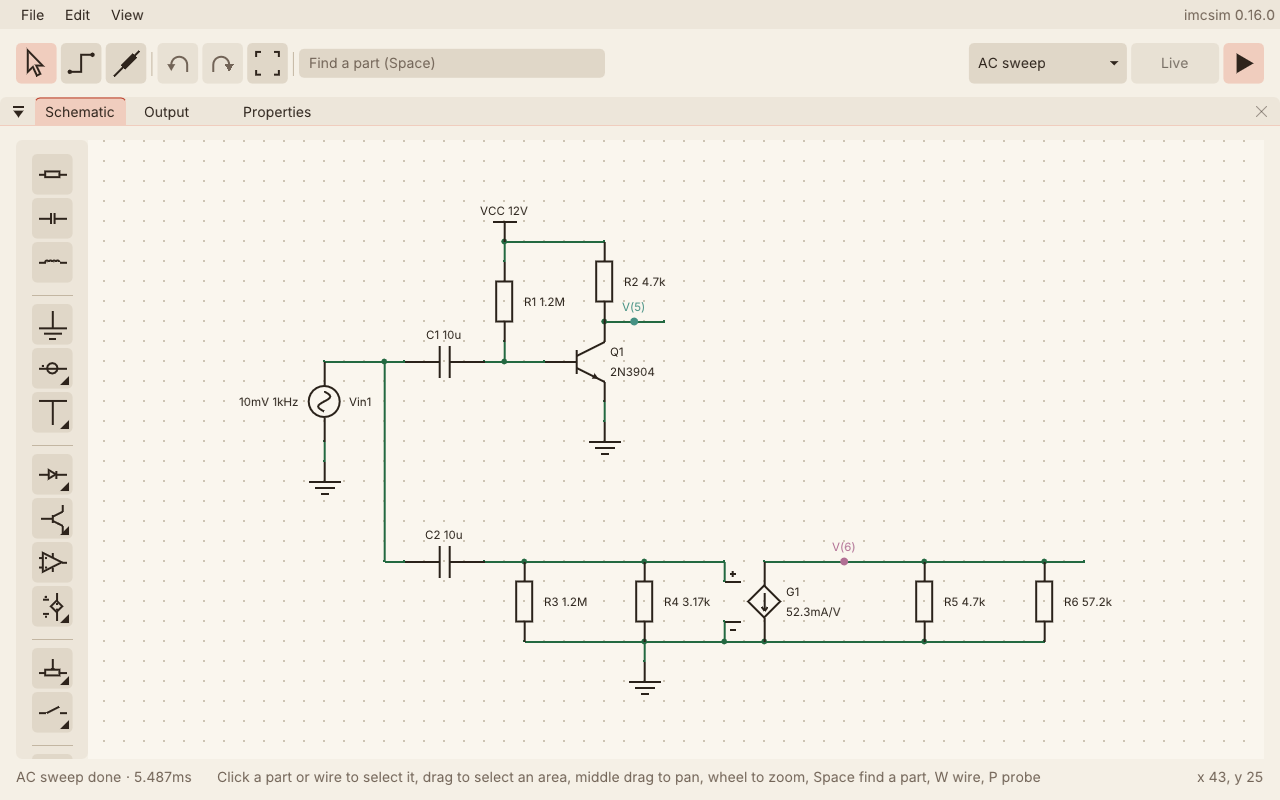 File Edit View imcsim 0.16.0
Find a part (Space) AC sweep Live
Schematic Output Properties
VCC 12V
R2 4.7k
R1 1.2M
V(5)
C1 10u
Q1
2N3904
10mV 1kHz Vin1
C2 10u
V(6)
+
G1
R3 1.2M R4 3.17k 52.3mA/V R5 4.7k R6 57.2k
−
AC sweep done · 5.487ms Click a part or wire to select it, drag to select an area, middle drag to pan, wheel to zoom, Space find a part, W wire, P probe x 43, y 25